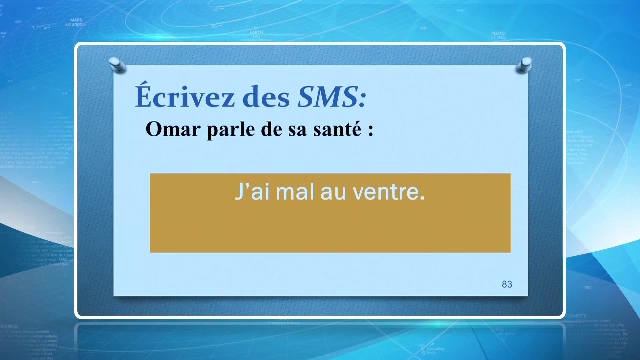 Écrivez des SMS:
Omar parle de sa santé :
J'ai mal au ventre.
83